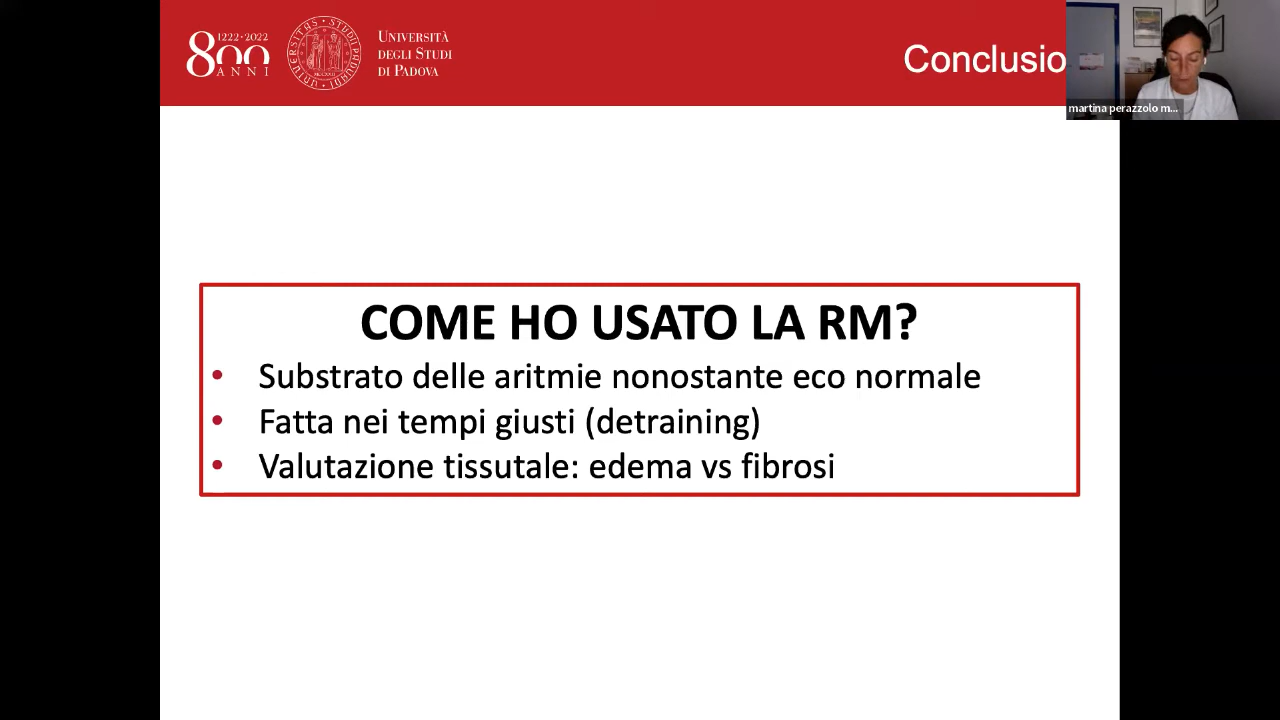 1222·2022
800
ANNI
UNIVERSITÀ
DEGLI STUDI
DI PADOVA
Conclusio
martina perazzolo m...
COME HO USATO LA RM?
• Substrato delle aritmie nonostante eco normale
• Fatta nei tempi giusti (detraining)
• Valutazione tissutale: edema vs fibrosi